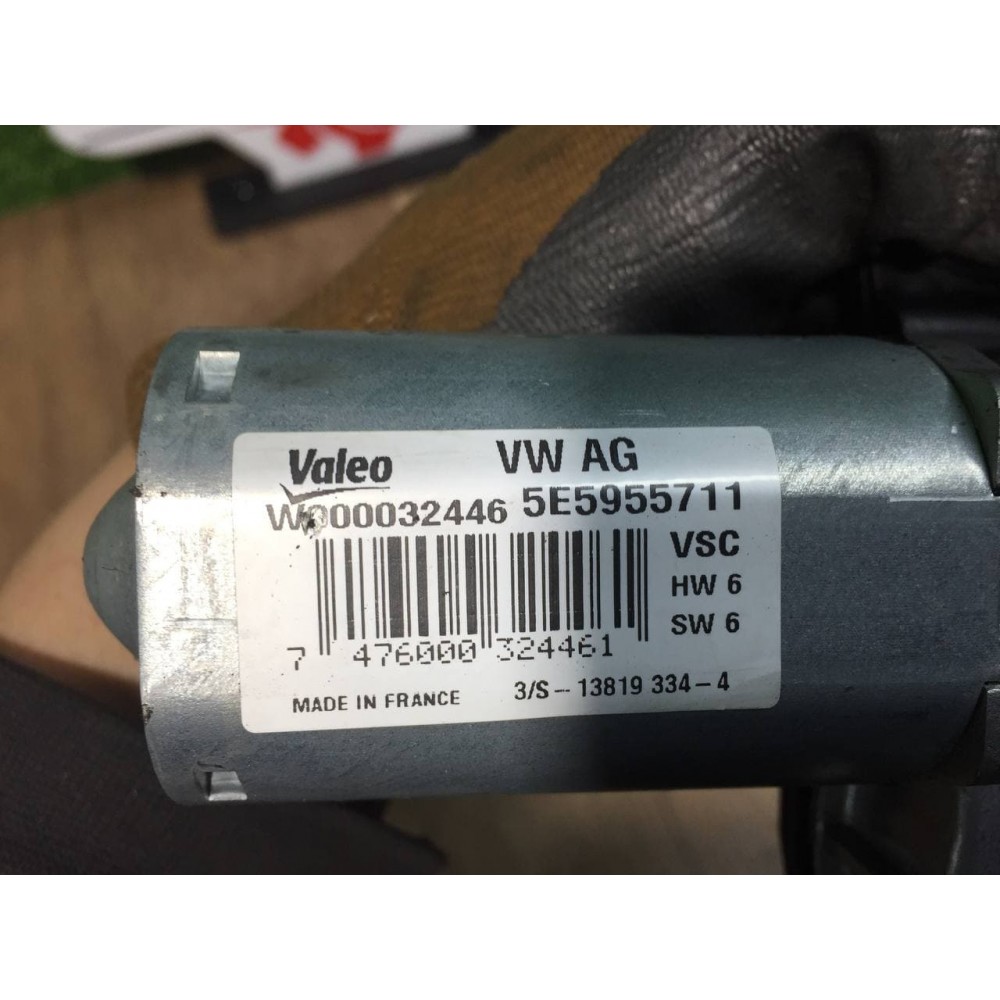 Valeo VW AG
W000032446 5E5955711
VSC
HW 6
SW 6
7 476000 324461
MADE IN FRANCE 3/S - 13819 334 - 4